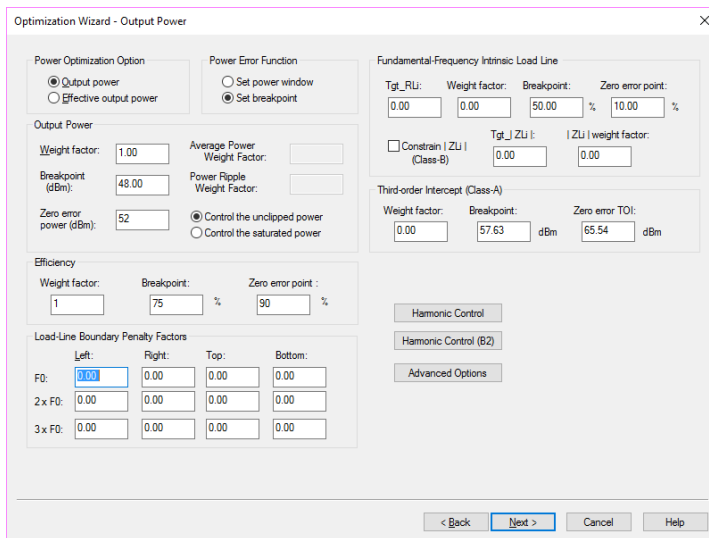 Optimization Wizard - Output Power
Power Optimization Option
Output power
Effective output power
Power Error Function
Set power window
Set breakpoint
Output Power
Weight factor: 1.00
Average Power Weight Factor:
Breakpoint (dBm): 48.00
Power Ripple Weight Factor:
Zero error power (dBm): 52
Control the unclipped power
Control the saturated power
Efficiency
Weight factor: Breakpoint: Zero error point :
1 75 % 90 %
Load-Line Boundary Penalty Factors
Left: Right: Top: Bottom:
F0: 0.00 0.00 0.00 0.00
2 x F0: 0.00 0.00 0.00 0.00
3 x F0: 0.00 0.00 0.00 0.00
Fundamental-Frequency Intrinsic Load Line
Tgt_RLi: Weight factor: Breakpoint: Zero error point:
0.00 0.00 50.00 % 10.00 %
Constrain | ZLi | (Class-B)
Tgt_| ZLi |: | ZLi | weight factor:
0.00 0.00
Third-order Intercept (Class-A)
Weight factor: Breakpoint: Zero error TOI:
0.00 57.63 dBm 65.54 dBm
Harmonic Control
Harmonic Control (B2)
Advanced Options
< Back Next > Cancel Help